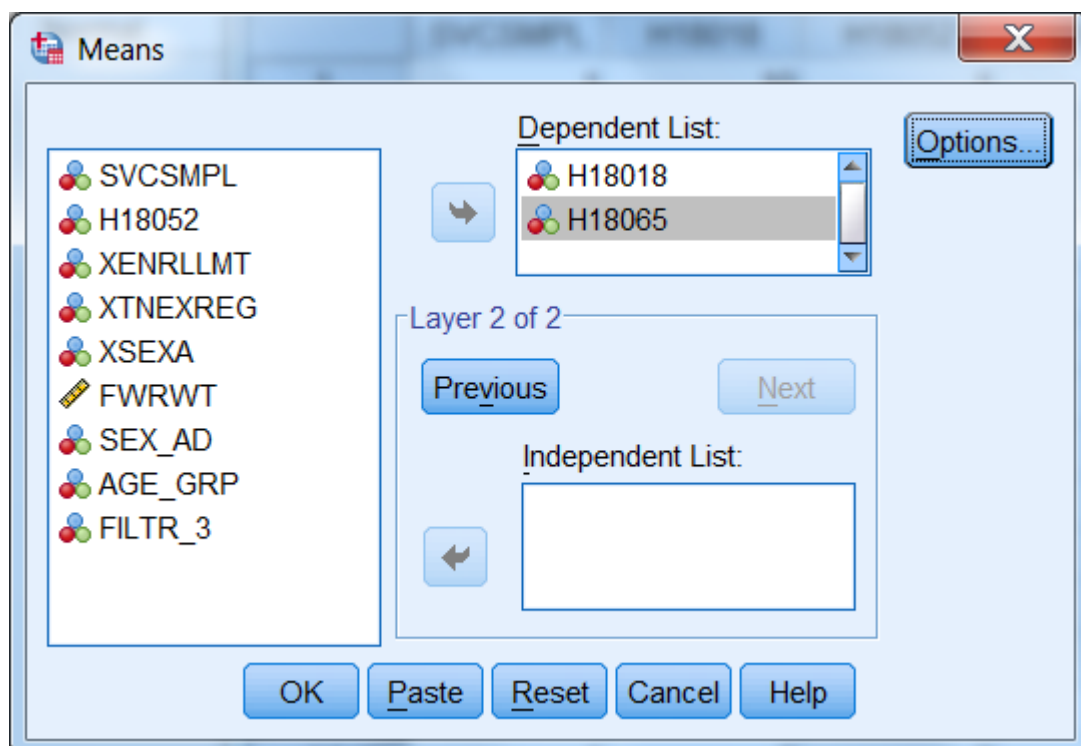 Means
Dependent List:
Options...
SVCSMPL
H18052
XENRLLMT
XTNEXREG
XSEXA
FWRWT
SEX_AD
AGE_GRP
FILTR_3
H18018
H18065
Layer 2 of 2
Previous
Next
Independent List:
OK
Paste
Reset
Cancel
Help